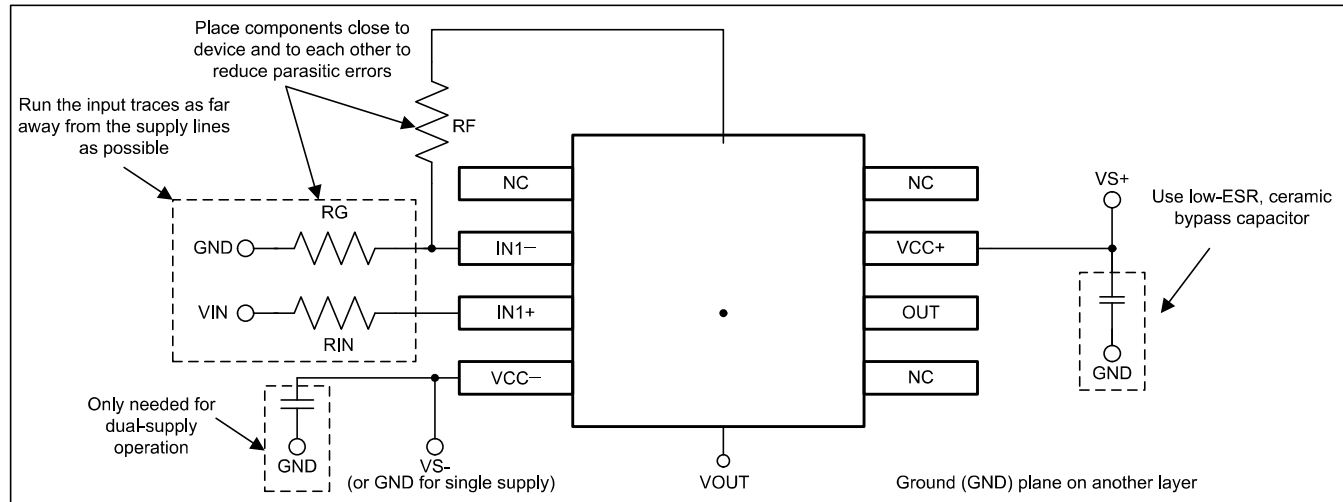 Place components close to
device and to each other to
reduce parasitic errors
Run the input traces as far
away from the supply lines
as possible
RF
NC
NC
VS+
Use low-ESR, ceramic
bypass capacitor
RG
GND
IN1−
VCC+
VIN
IN1+
OUT
RIN
VCC−
NC
GND
Only needed for
dual-supply
operation
GND
VS-
(or GND for single supply)
VOUT
Ground (GND) plane on another layer